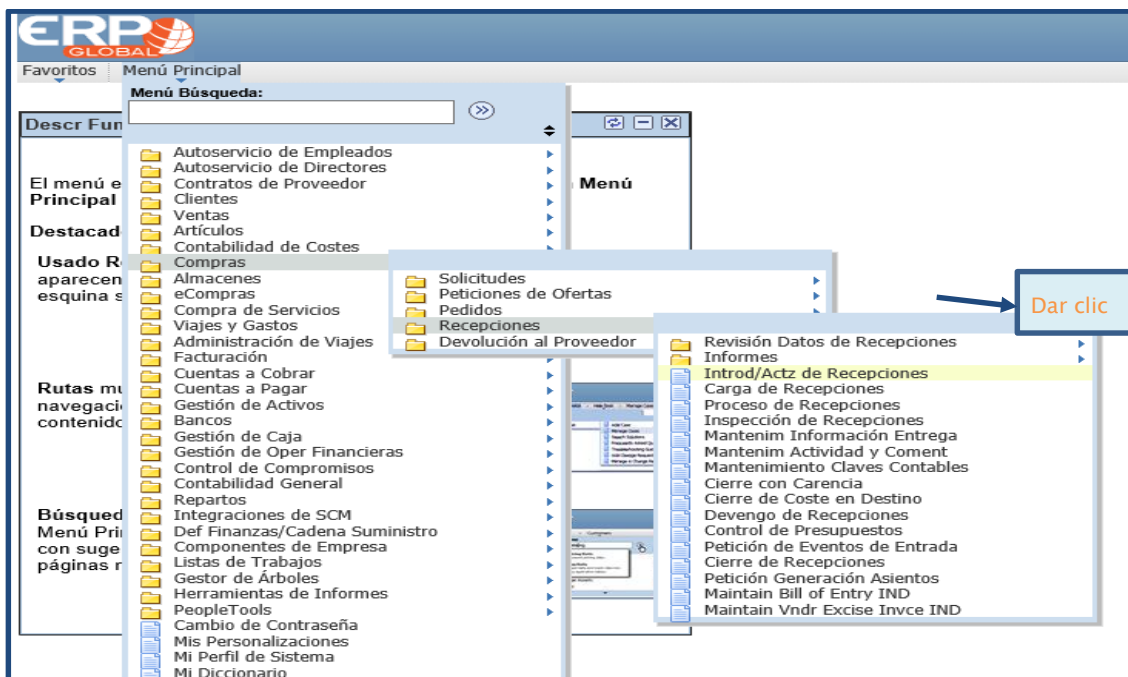 ERP
GLOBAL
Favoritos Menú Principal
Menú Búsqueda:
Descr Fun
El menú e
Menú
Principal
Destacad
Usado R
aparecen
esquina s
Rutas mu
navegaci
contenido
Búsqued
Menú Pri
con suge
páginas r
Autoservicio de Empleados
Autoservicio de Directores
Contratos de Proveedor
Clientes
Ventas
Artículos
Contabilidad de Costes
Compras
Almacenes
eCompras
Compra de Servicios
Viajes y Gastos
Administración de Viajes
Facturación
Cuentas a Cobrar
Cuentas a Pagar
Gestión de Activos
Bancos
Gestión de Caja
Gestión de Oper Financieras
Control de Compromisos
Contabilidad General
Repartos
Integraciones de SCM
Def Finanzas/Cadena Suministro
Componentes de Empresa
Listas de Trabajos
Gestor de Árboles
Herramientas de Informes
PeopleTools
Cambio de Contraseña
Mis Personalizaciones
Mi Perfil de Sistema
Mi Diccionario
Solicitudes
Peticiones de Ofertas
Pedidos
Recepciones
Devolución al Proveedor
Dar clic
Revisión Datos de Recepciones
Informes
Introd/Actz de Recepciones
Carga de Recepciones
Proceso de Recepciones
Inspección de Recepciones
Mantenim Información Entrega
Mantenim Actividad y Coment
Mantenimiento Claves Contables
Cierre con Carencia
Cierre de Coste en Destino
Devengo de Recepciones
Control de Presupuestos
Petición de Eventos de Entrada
Cierre de Recepciones
Petición Generación Asientos
Maintain Bill of Entry IND
Maintain Vndr Excise Invce IND